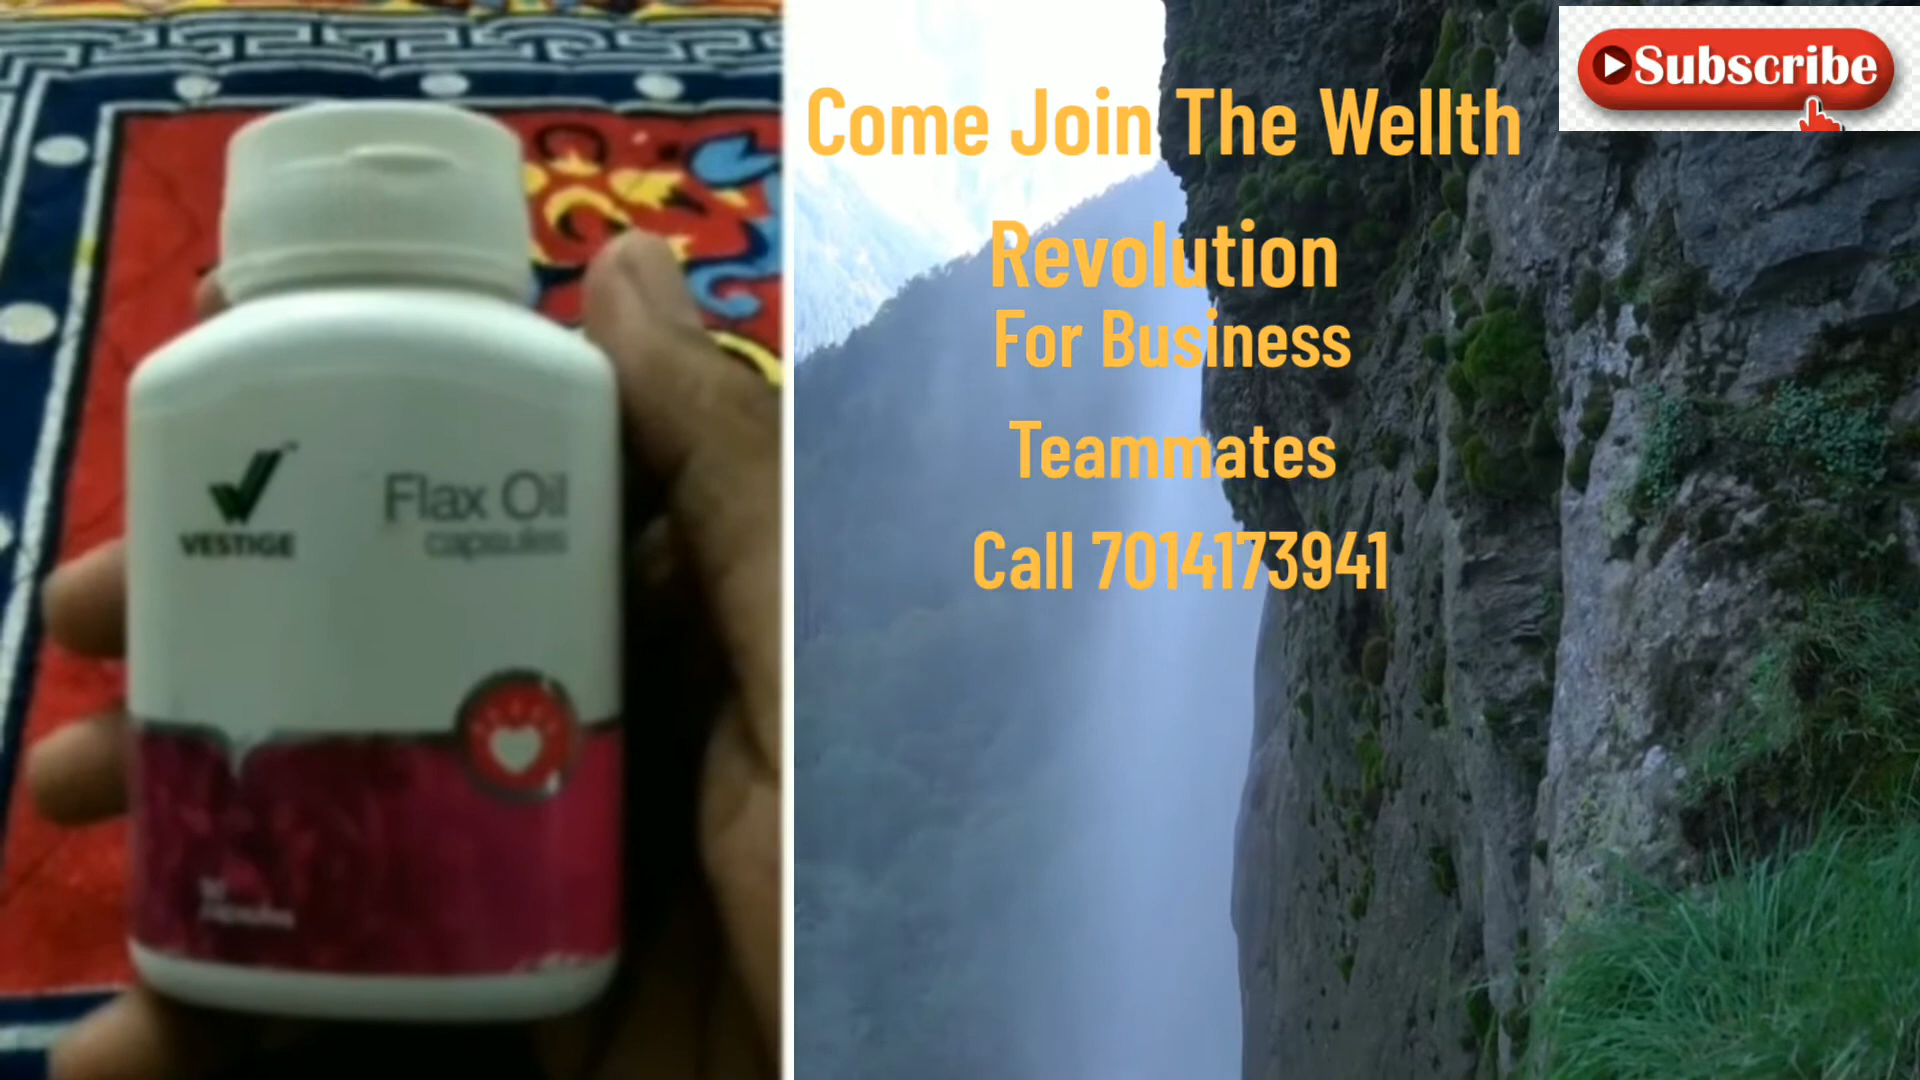 VESTIGE
Flax Oil
capsules
Come Join The Wellth
Revolution
For Business
Teammates
Call 7014173941
Subscribe